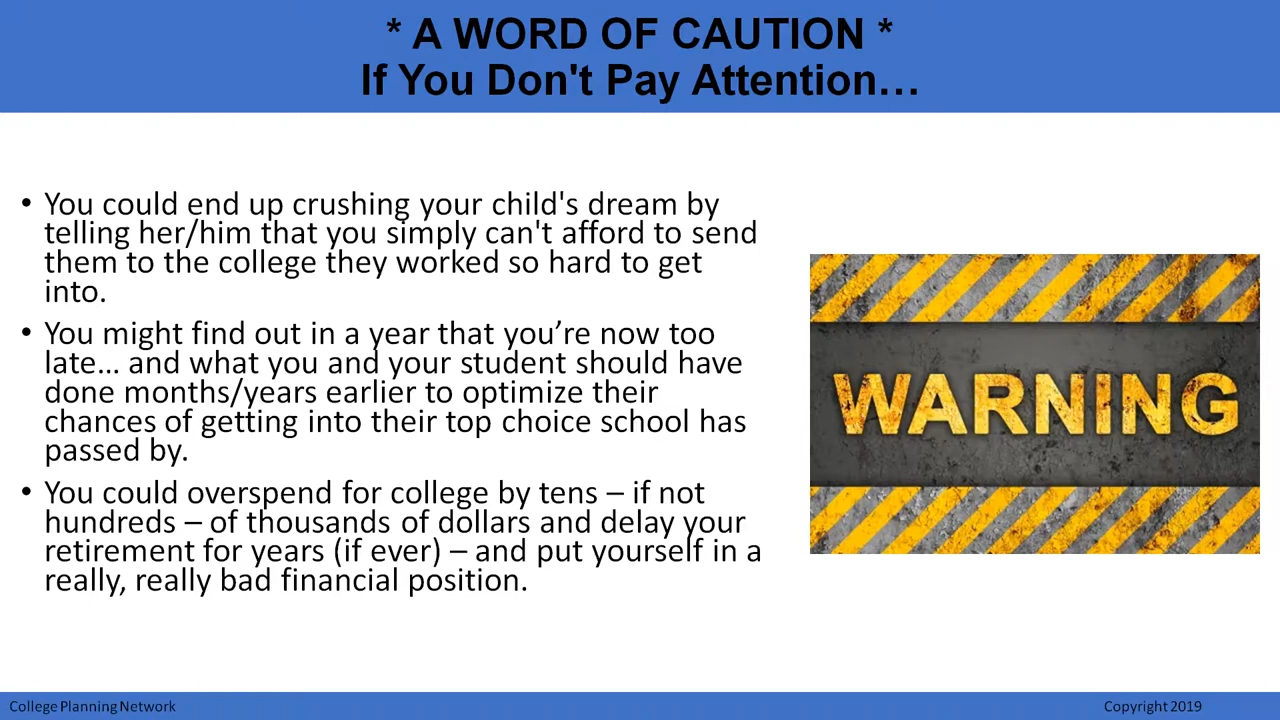 * A WORD OF CAUTION *
If You Don't Pay Attention…
• You could end up crushing your child's dream by
telling her/him that you simply can't afford to send
them to the college they worked so hard to get
into.
• You might find out in a year that you’re now too
late… and what you and your student should have
done months/years earlier to optimize their
chances of getting into their top choice school has
passed by.
• You could overspend for college by tens – if not
hundreds – of thousands of dollars and delay your
retirement for years (if ever) – and put yourself in a
really, really bad financial position.
WARNING
College Planning Network
Copyright 2019